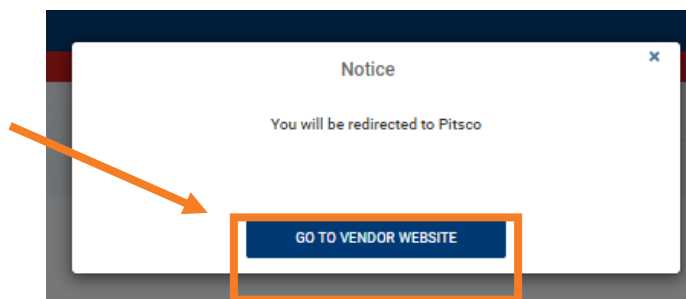 Notice
×
You will be redirected to Pitsco
GO TO VENDOR WEBSITE